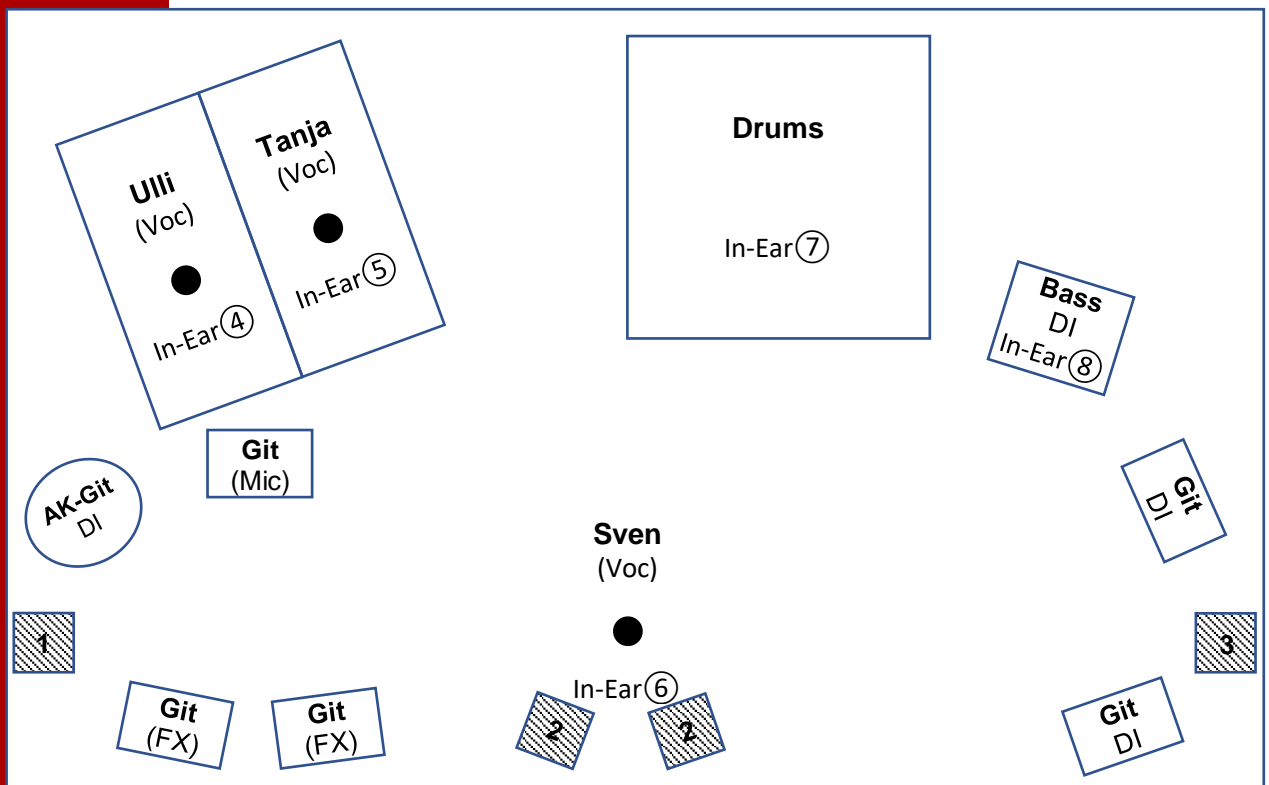 Ulli
(Voc)
In-Ear④
Tanja
(Voc)
In-Ear⑤
Drums
In-Ear⑦
Bass
DI
In-Ear⑧
Git
(Mic)
AK-Git
DI
Git
DI
Sven
(Voc)
In-Ear⑥
1
Git
(FX)
Git
(FX)
2
2
3
Git
DI